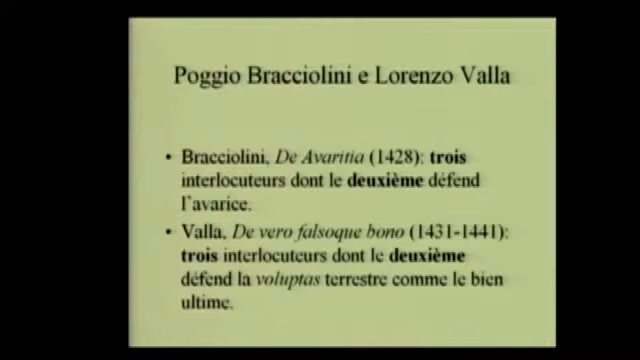 Poggio Bracciolini e Lorenzo Valla
• Bracciolini, De Avaritia (1428): trois
interlocuteurs dont le deuxième défend
l'avarice.
• Valla, De vero falsoque bono (1431-1441):
trois interlocuteurs dont le deuxième
défend la voluptas terrestre comme le bien
ultime.